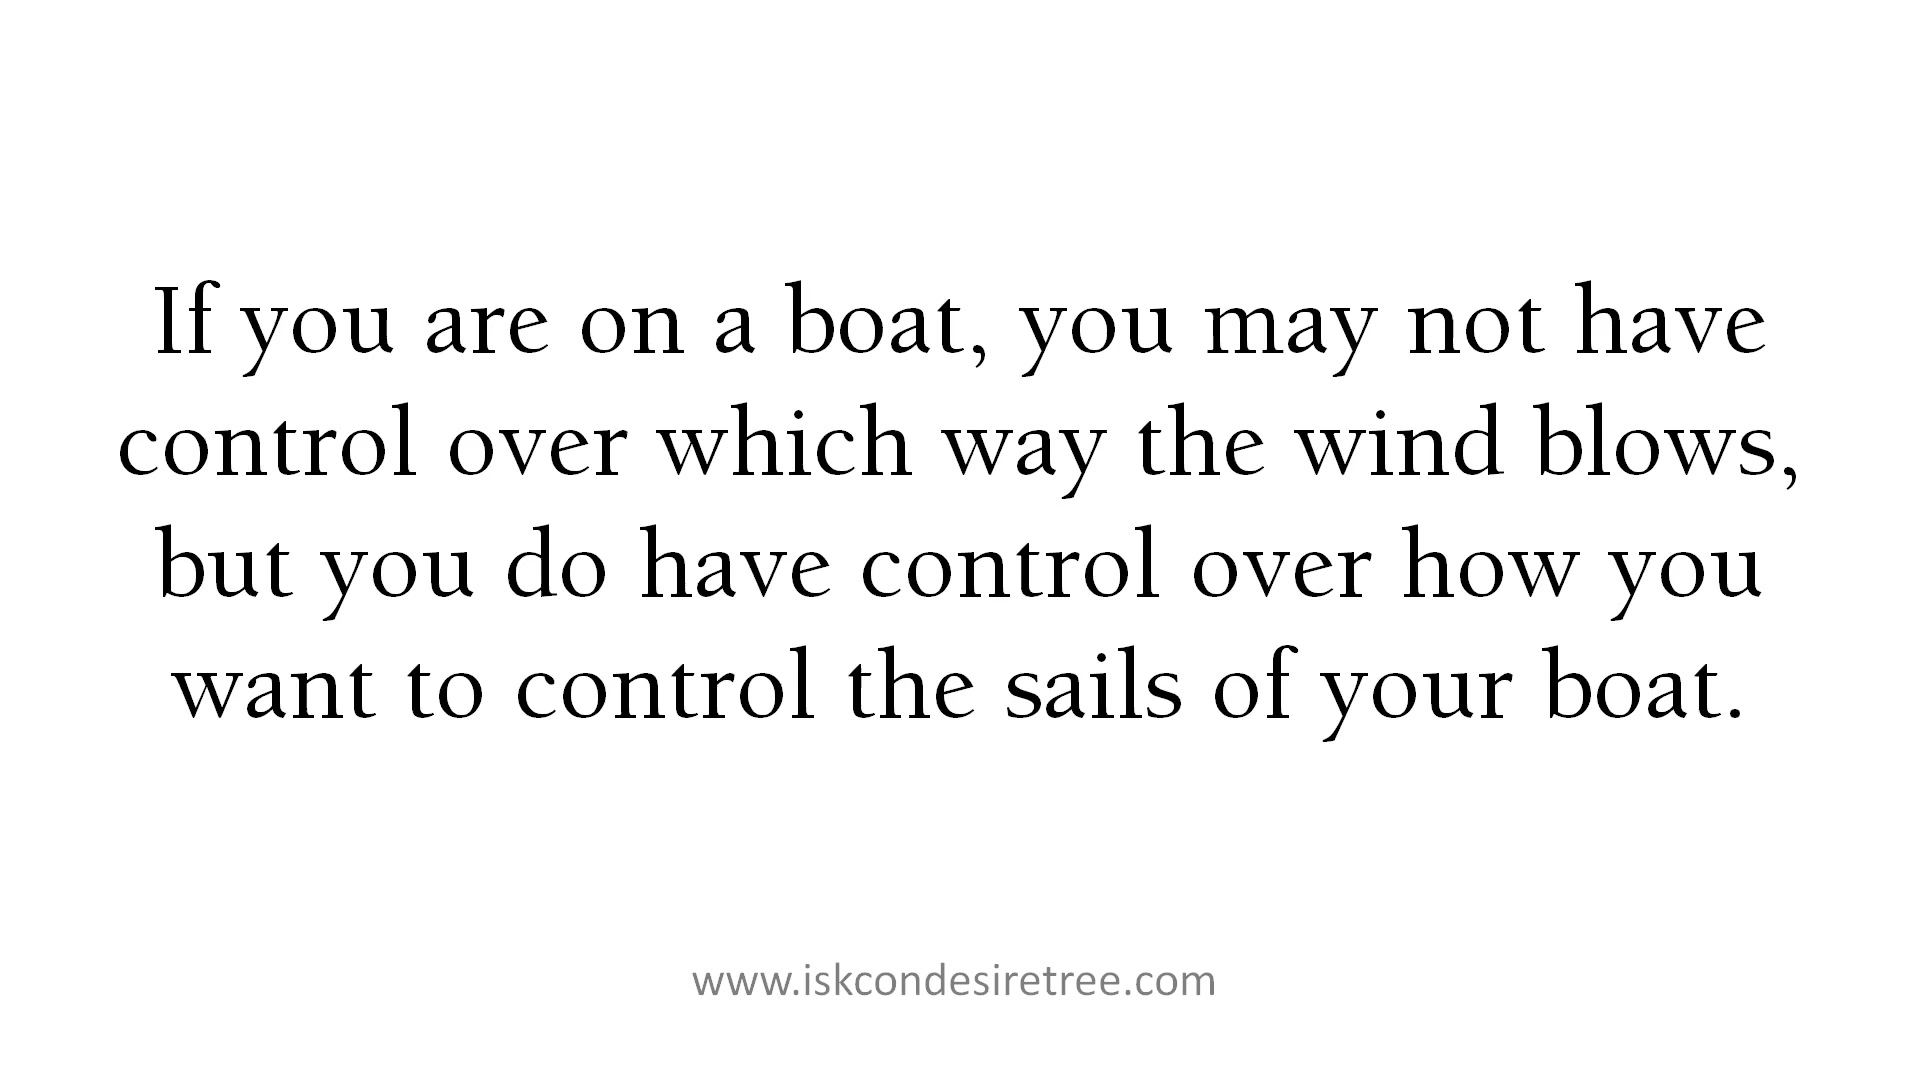 If you are on a boat, you may not have
control over which way the wind blows,
but you do have control over how you
want to control the sails of your boat.
www.iskcondesiretree.com